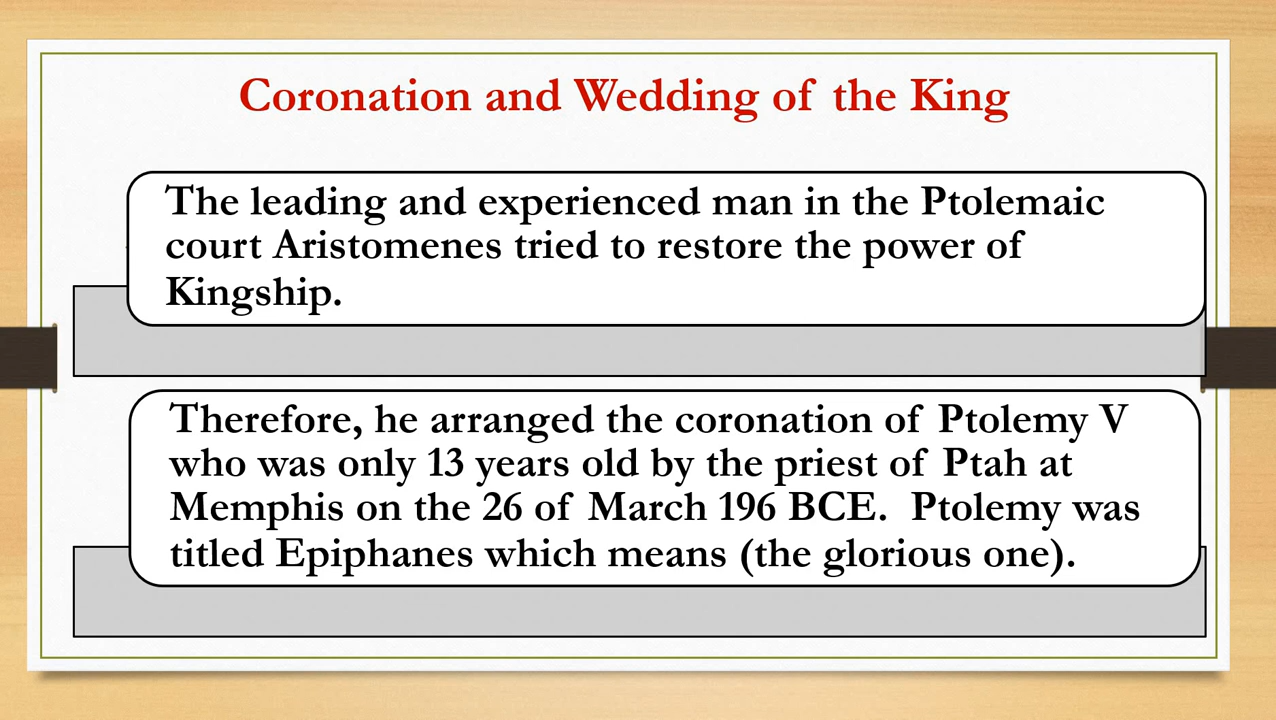 Coronation and Wedding of the King
The leading and experienced man in the Ptolemaic
court Aristomenes tried to restore the power of
Kingship.
Therefore, he arranged the coronation of Ptolemy V
who was only 13 years old by the priest of Ptah at
Memphis on the 26 of March 196 BCE. Ptolemy was
titled Epiphanes which means (the glorious one).